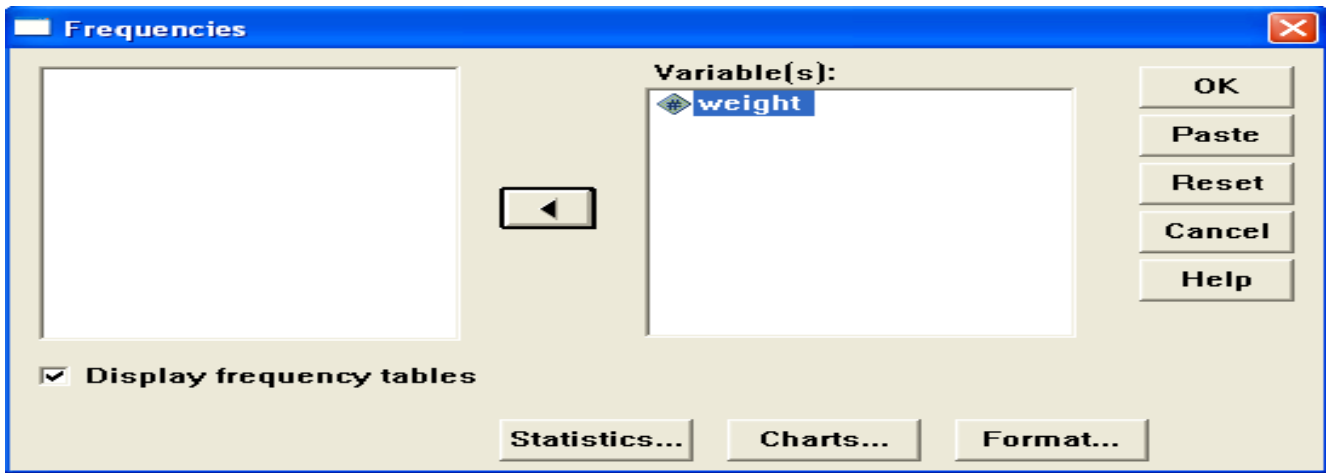 Frequencies
Variable(s):
# weight
OK
Paste
Reset
Cancel
Help
Display frequency tables
Statistics...
Charts...
Format...